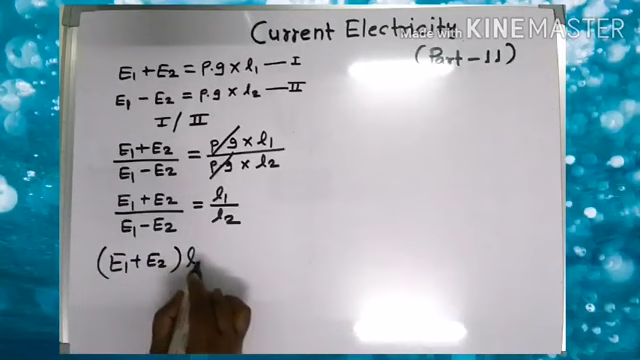 Current Electricity
Made with KINEMASTER
(Part-11)
E1+E2 = P.g × l1 — I
E1 - E2 = P.g × l2 — II
I / II
E1+E2 / E1-E2 = P/g × l1 / P/g × l2
E1+E2 / E1-E2 = l1 / l2
(E1+E2) l